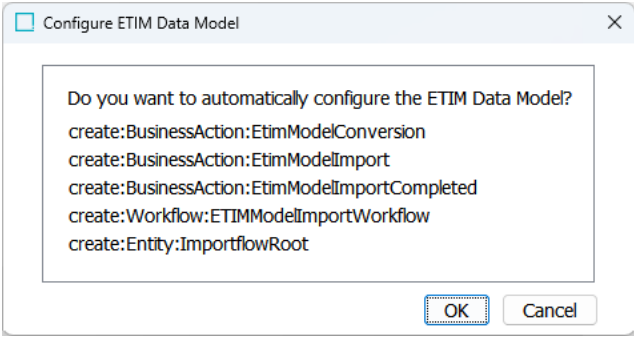 Configure ETIM Data Model
Do you want to automatically configure the ETIM Data Model?
create:BusinessAction:EtimModelConversion
create:BusinessAction:EtimModelImport
create:BusinessAction:EtimModelImportCompleted
create:Workflow:ETIMModelImportWorkflow
create:Entity:ImportflowRoot
OK Cancel